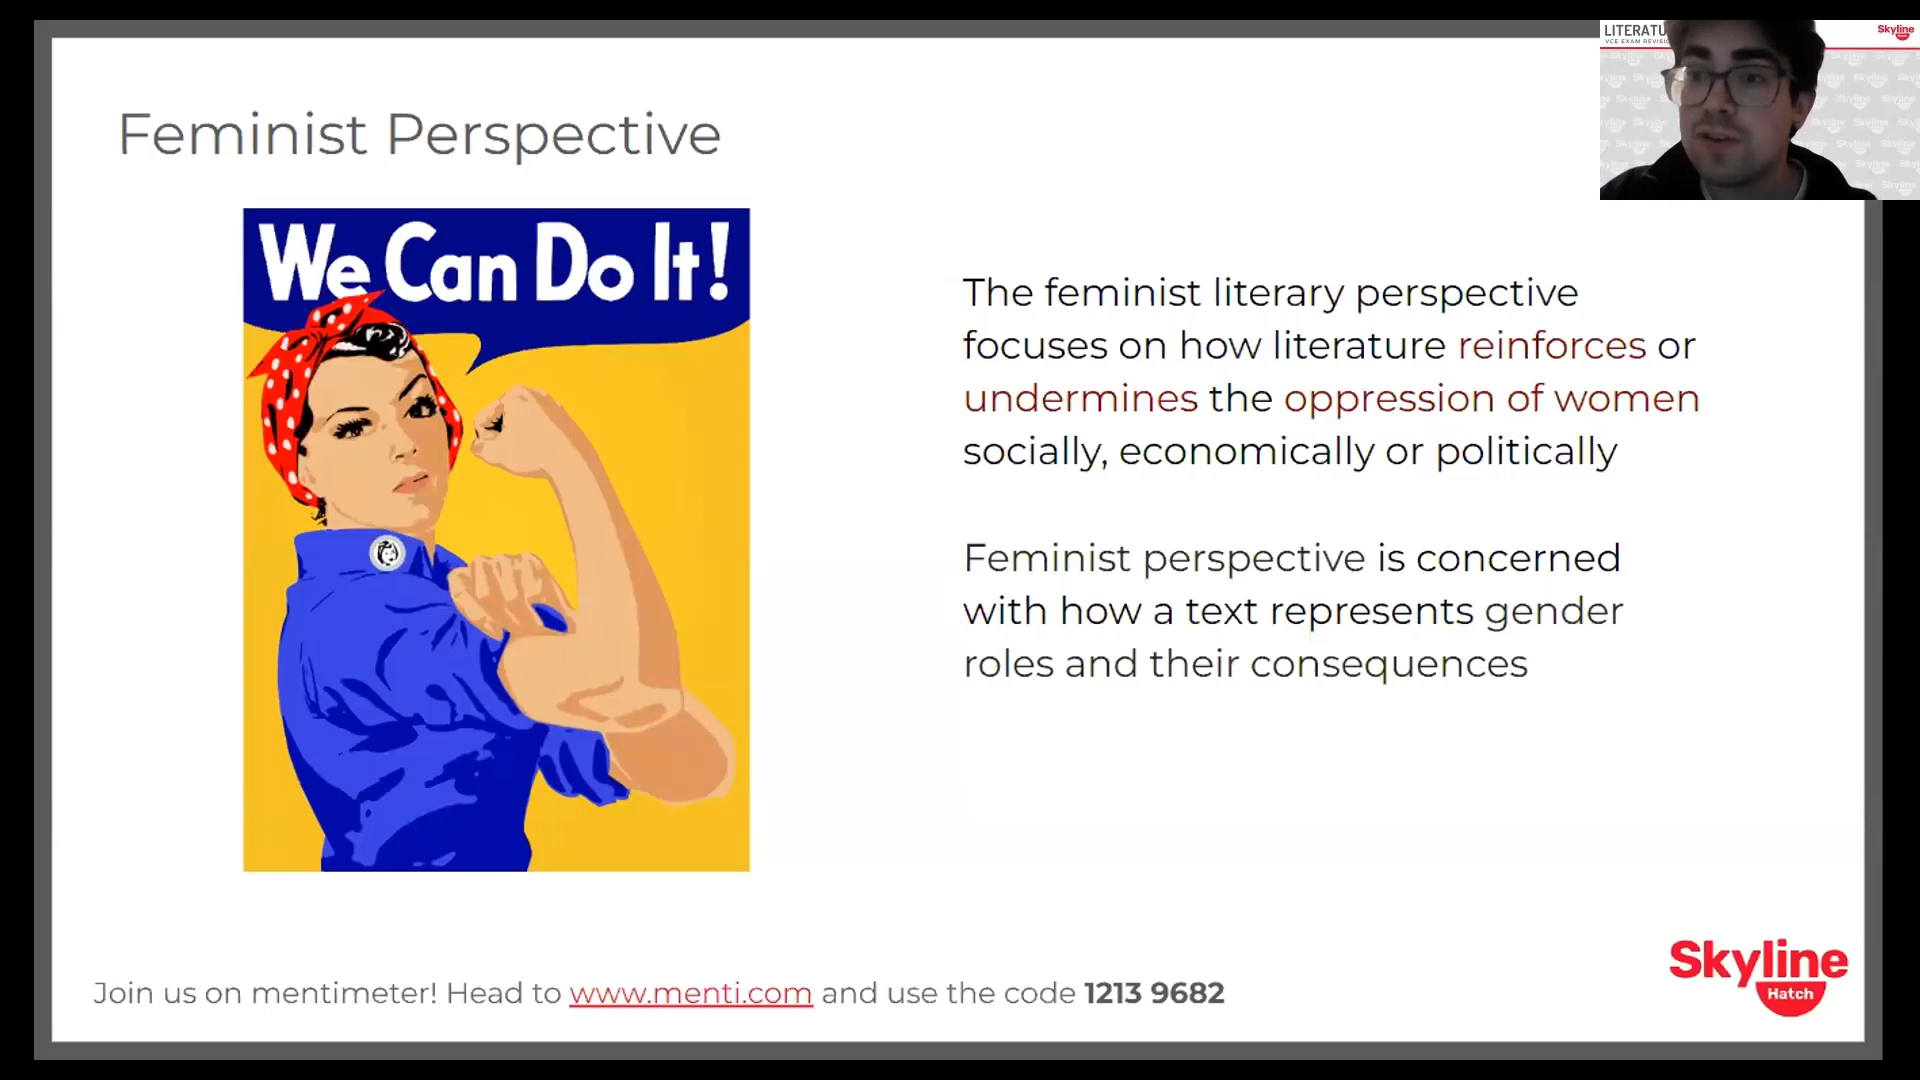 Feminist Perspective
We Can Do It!
The feminist literary perspective
focuses on how literature reinforces or
undermines the oppression of women
socially, economically or politically
Feminist perspective is concerned
with how a text represents gender
roles and their consequences
Join us on mentimeter! Head to www.menti.com and use the code 1213 9682
Skyline
Hatch
LITERATU
VCE EXAM REVIS
Skyline